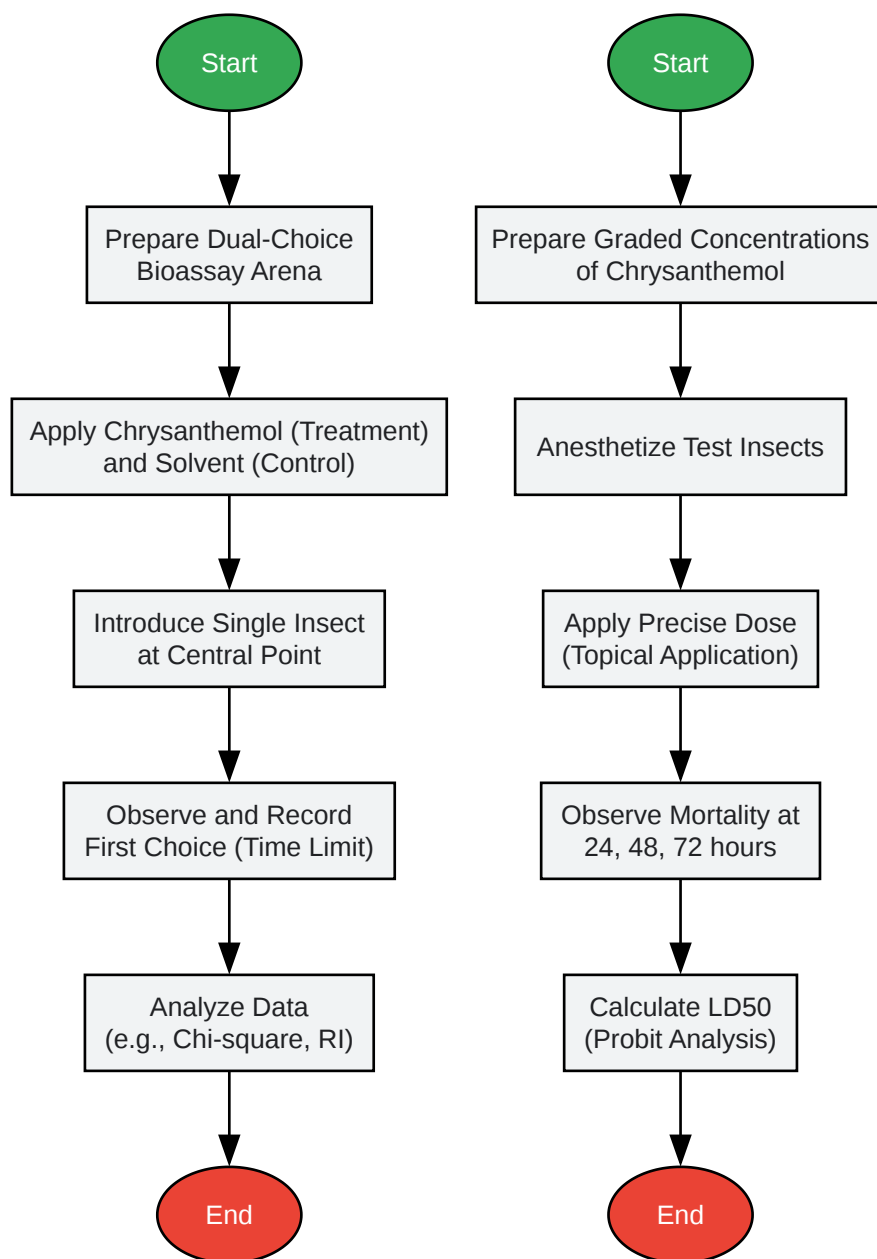 Start
Prepare Dual-Choice
Bioassay Arena
Apply Chrysanthemol (Treatment)
and Solvent (Control)
Introduce Single Insect
at Central Point
Observe and Record
First Choice (Time Limit)
Analyze Data
(e.g., Chi-square, RI)
End
Start
Prepare Graded Concentrations
of Chrysanthemol
Anesthetize Test Insects
Apply Precise Dose
(Topical Application)
Observe Mortality at
24, 48, 72 hours
Calculate LD50
(Probit Analysis)
End